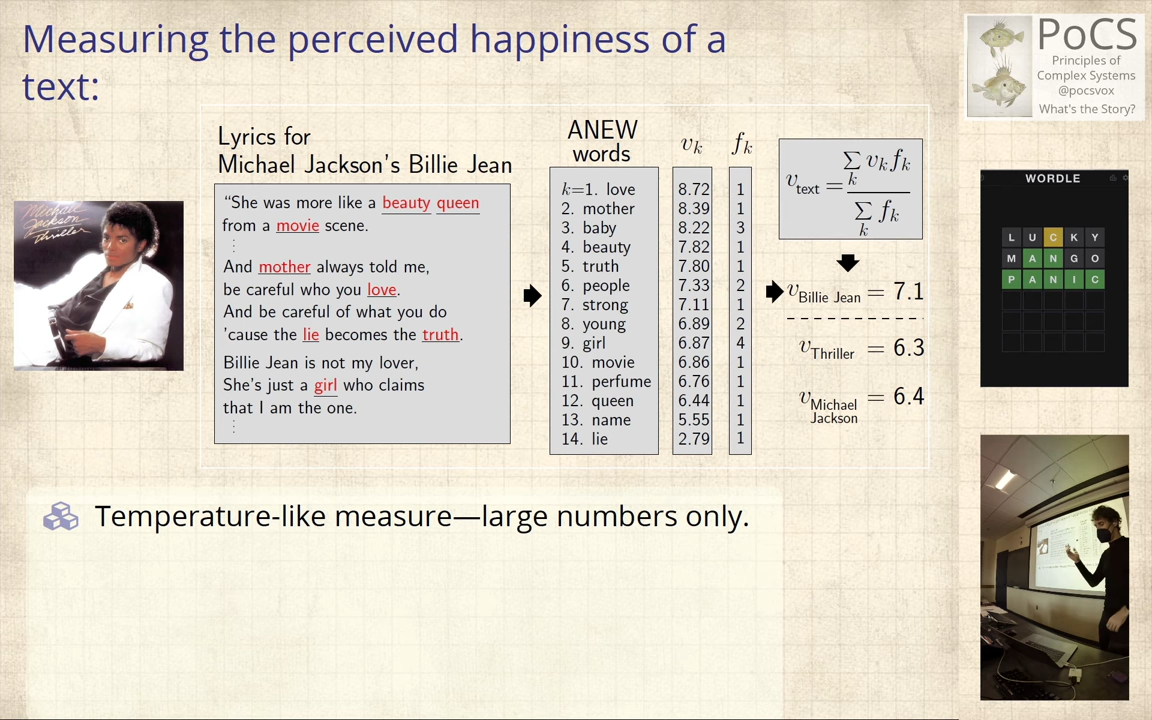 Measuring the perceived happiness of a
text:
PoCS
Principles of
Complex Systems
@pocsvox
What's the Story?
Lyrics for
Michael Jackson's Billie Jean
Michael
Jackson
Thriller
“She was more like a beauty queen
from a movie scene.
⋮
And mother always told me,
be careful who you love.
And be careful of what you do
'cause the lie becomes the truth.
Billie Jean is not my lover,
She's just a girl who claims
that I am the one.
⋮
ANEW
words
v_k f_k
k=1. love 8.72 1
2. mother 8.39 1
3. baby 8.22 3
4. beauty 7.82 1
5. truth 7.80 1
6. people 7.33 2
7. strong 7.11 1
8. young 6.89 2
9. girl 6.87 4
10. movie 6.86 1
11. perfume 6.76 1
12. queen 6.44 1
13. name 5.55 1
14. lie 2.79 1
v_text = ∑_k v_k f_k / ∑_k f_k
v_Billie Jean = 7.1
v_Thriller = 6.3
v_Michael Jackson = 6.4
WORDLE
LUCKY
MANGO
PANIC
Temperature-like measure—large numbers only.